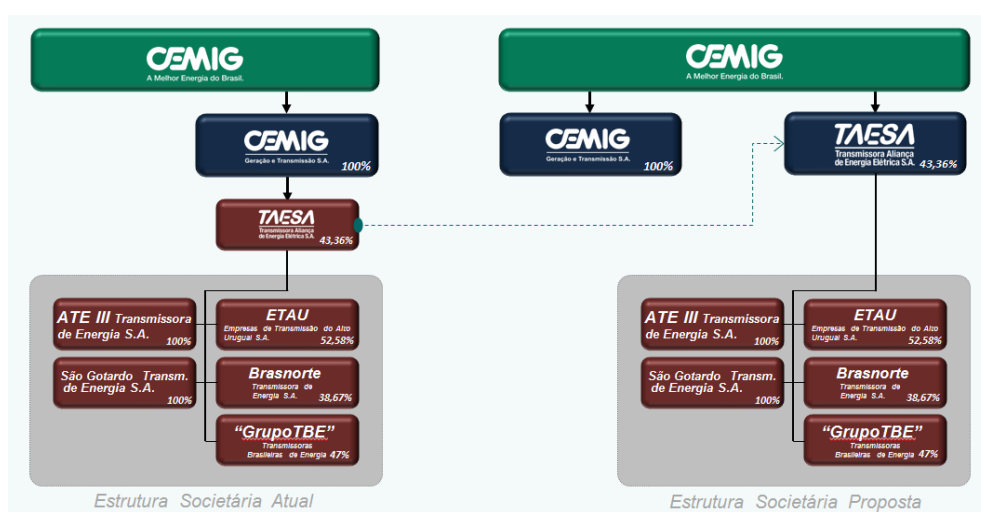 CEMIG
A Melhor Energia do Brasil.
CEMIG
Geração e Transmissão S.A.
100%
TAESA
Transmissora Aliança
de Energia Elétrica S.A.
43,36%
ATE III Transmissora
de Energia S.A.
100%
ETAU
Empresas de Transmissão do Alto
Uruguai S.A.
52,58%
São Gotardo Transm.
de Energia S.A.
100%
Brasnorte
Transmissora de
Energia S.A.
38,67%
“GrupoTBE”
Transmissoras
Brasileiras de Energia 47%
Estrutura Societária Atual
CEMIG
A Melhor Energia do Brasil.
CEMIG
Geração e Transmissão S.A.
100%
TAESA
Transmissora Aliança
de Energia Elétrica S.A.
43,36%
ATE III Transmissora
de Energia S.A.
100%
ETAU
Empresas de Transmissão do Alto
Uruguai S.A.
52,58%
São Gotardo Transm.
de Energia S.A.
100%
Brasnorte
Transmissora de
Energia S.A.
38,67%
“GrupoTBE”
Transmissoras
Brasileiras de Energia 47%
Estrutura Societária Proposta